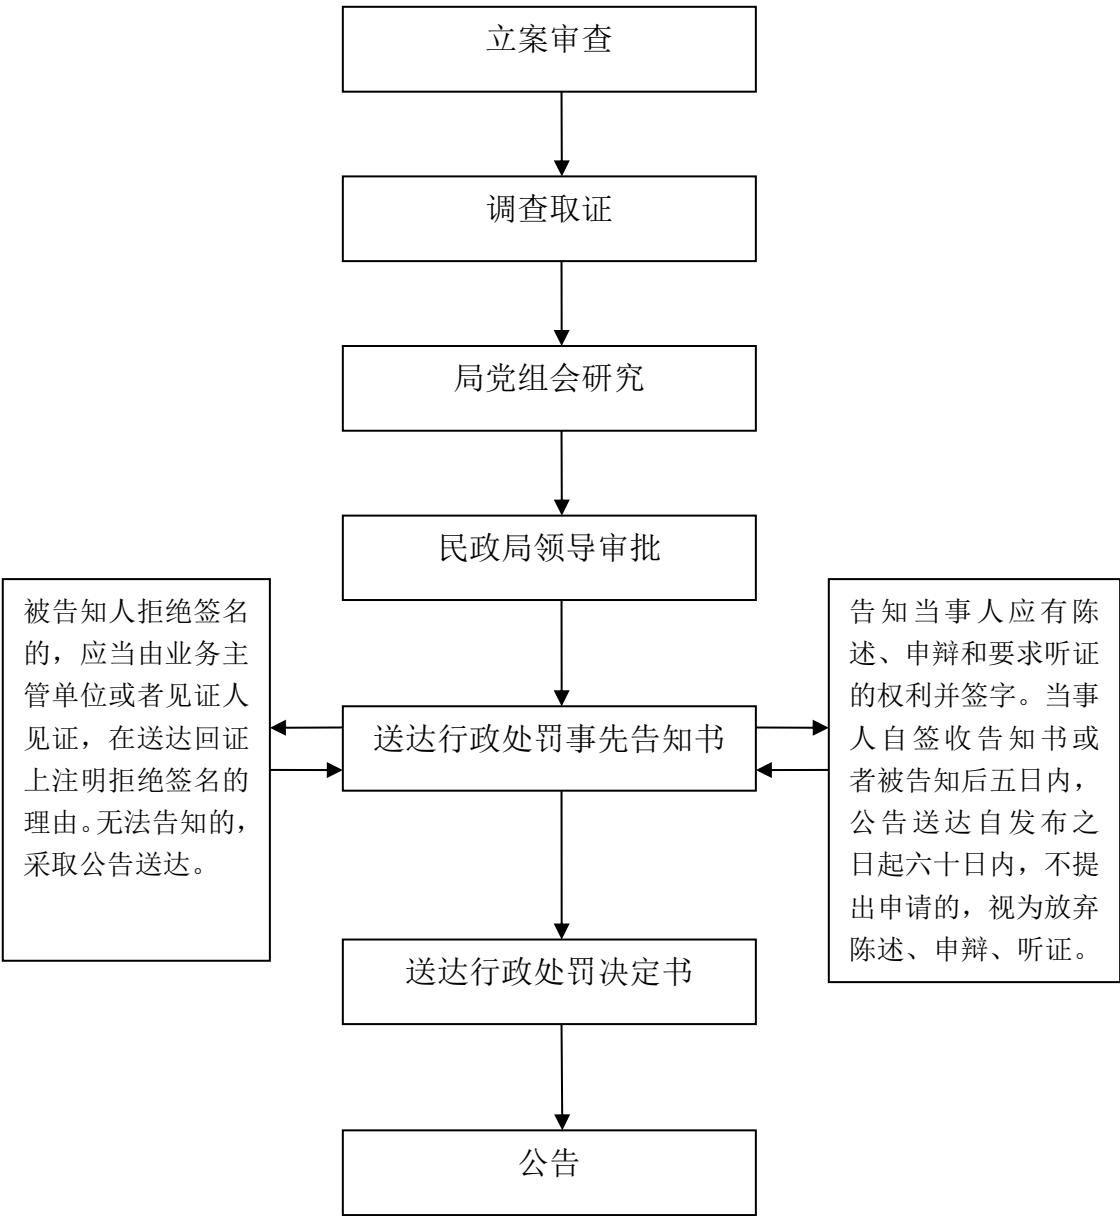 立案审查
调查取证
局党组会研究
民政局领导审批
被告知人拒绝签名
的，应当由业务主
管单位或者见证人
见证，在送达回证
上注明拒绝签名的
理由。无法告知的，
采取公告送达。
送达行政处罚事先告知书
告知当事人应有陈
述、申辩和要求听证
的权利并签字。当事
人自签收告知书或
者被告知后五日内，
公告送达自发布之
日起六十日内，不提
出申请的，视为放弃
陈述、申辩、听证。
送达行政处罚决定书
公告